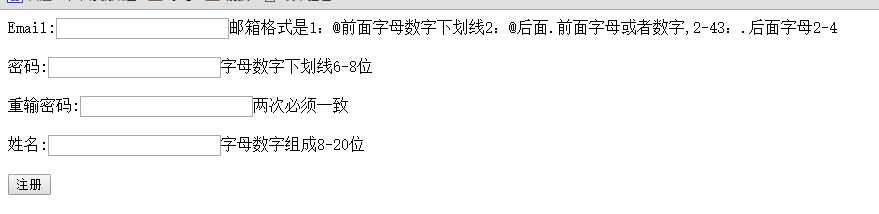 Email:邮箱格式是1：@前面字母数字下划线2：@后面.前面字母或者数字,2-43：.后面字母2-4
密码:字母数字下划线6-8位
重输密码:两次必须一致
姓名:字母数字组成8-20位
注册